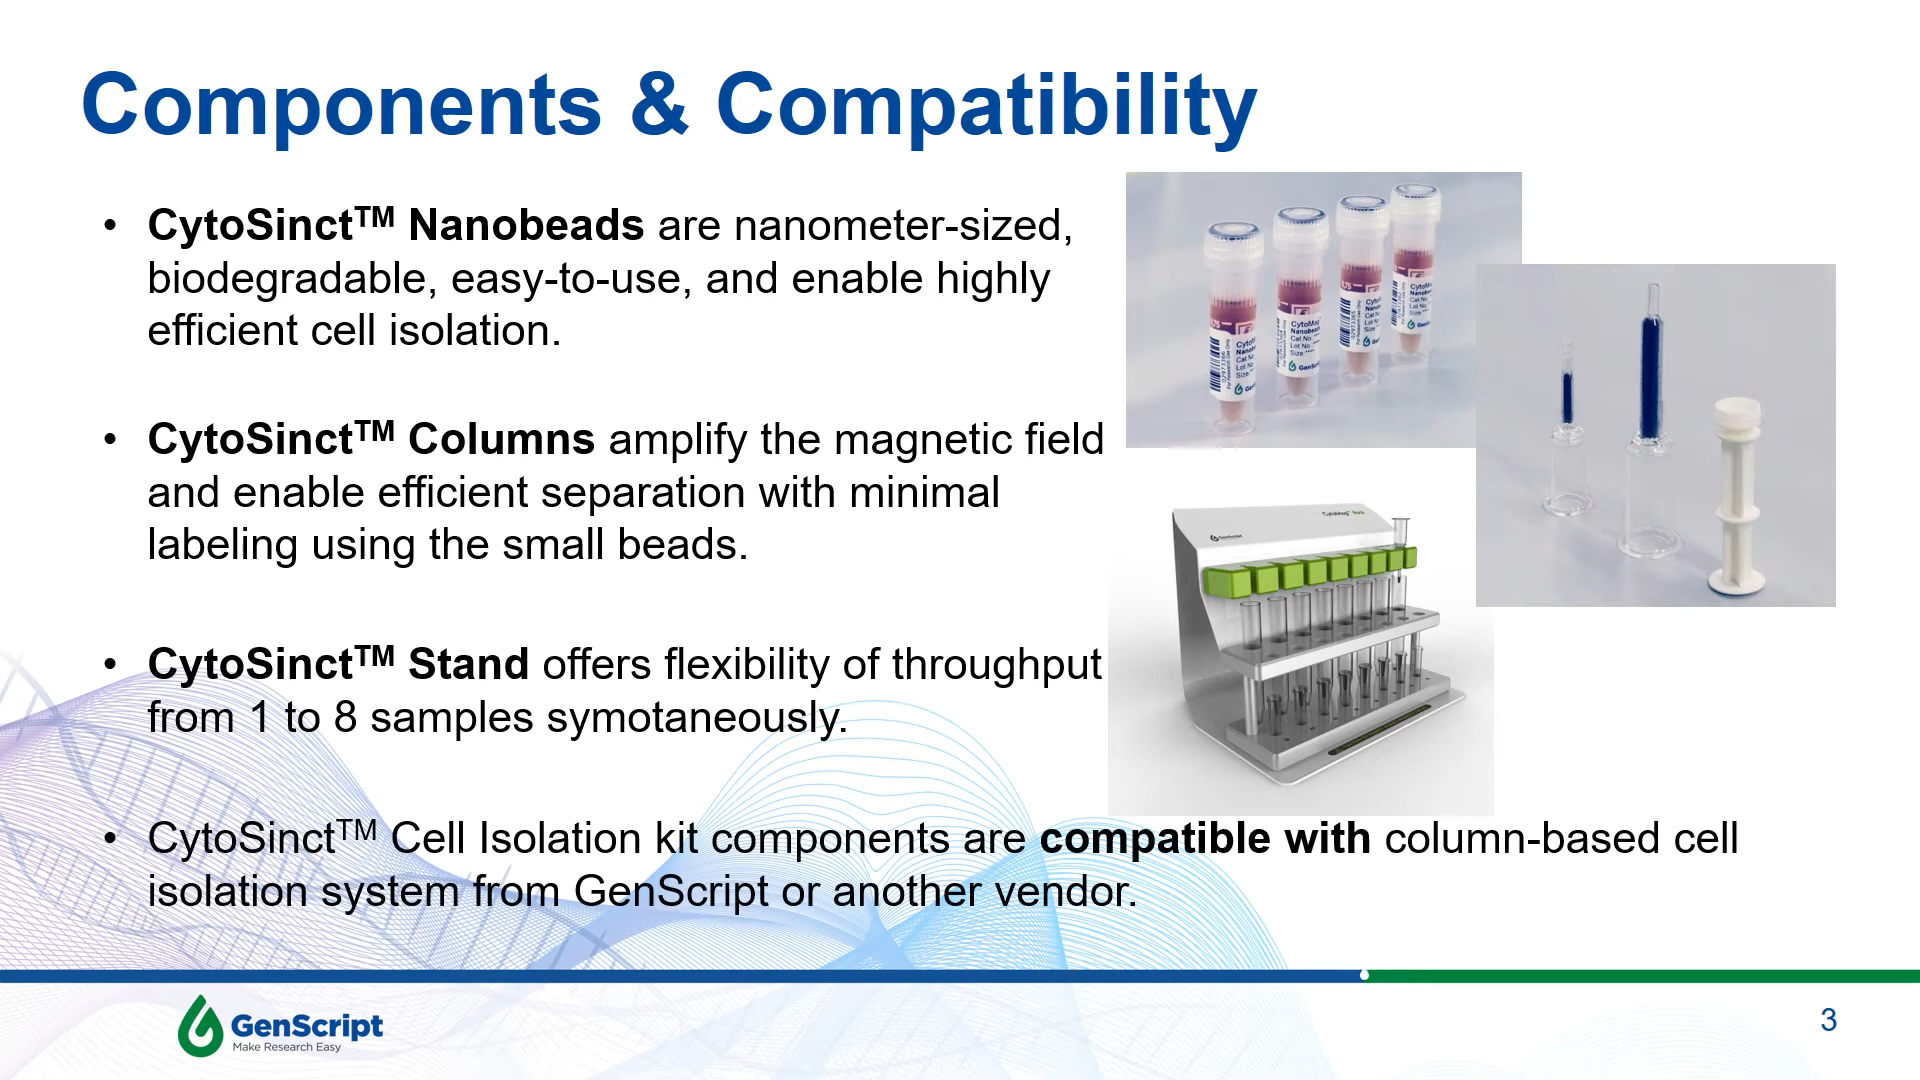 Components & Compatibility
• CytoSinct™ Nanobeads are nanometer-sized,
biodegradable, easy-to-use, and enable highly
efficient cell isolation.
• CytoSinct™ Columns amplify the magnetic field
and enable efficient separation with minimal
labeling using the small beads.
• CytoSinct™ Stand offers flexibility of throughput
from 1 to 8 samples symotaneously.
• CytoSinct™ Cell Isolation kit components are compatible with column-based cell
isolation system from GenScript or another vendor.
GenScript
Make Research Easy
3